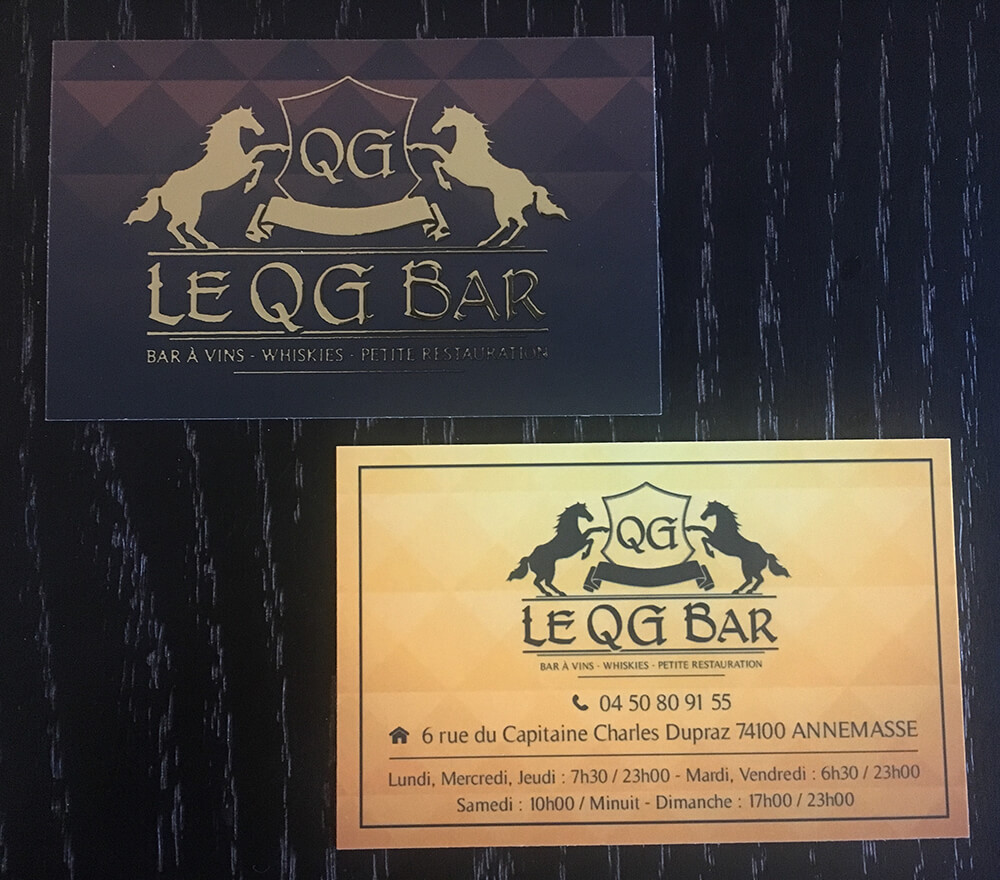 QG
LE QG BAR
BAR À VINS - WHISKIES - PETITE RESTAURATION
QG
LE QG BAR
BAR À VINS - WHISKIES - PETITE RESTAURATION
04 50 80 91 55
6 rue du Capitaine Charles Dupraz 74100 ANNEMASSE
Lundi, Mercredi, Jeudi : 7h30 / 23h00 - Mardi, Vendredi : 6h30 / 23h00
Samedi : 10h00 / Minuit - Dimanche : 17h00 / 23h00